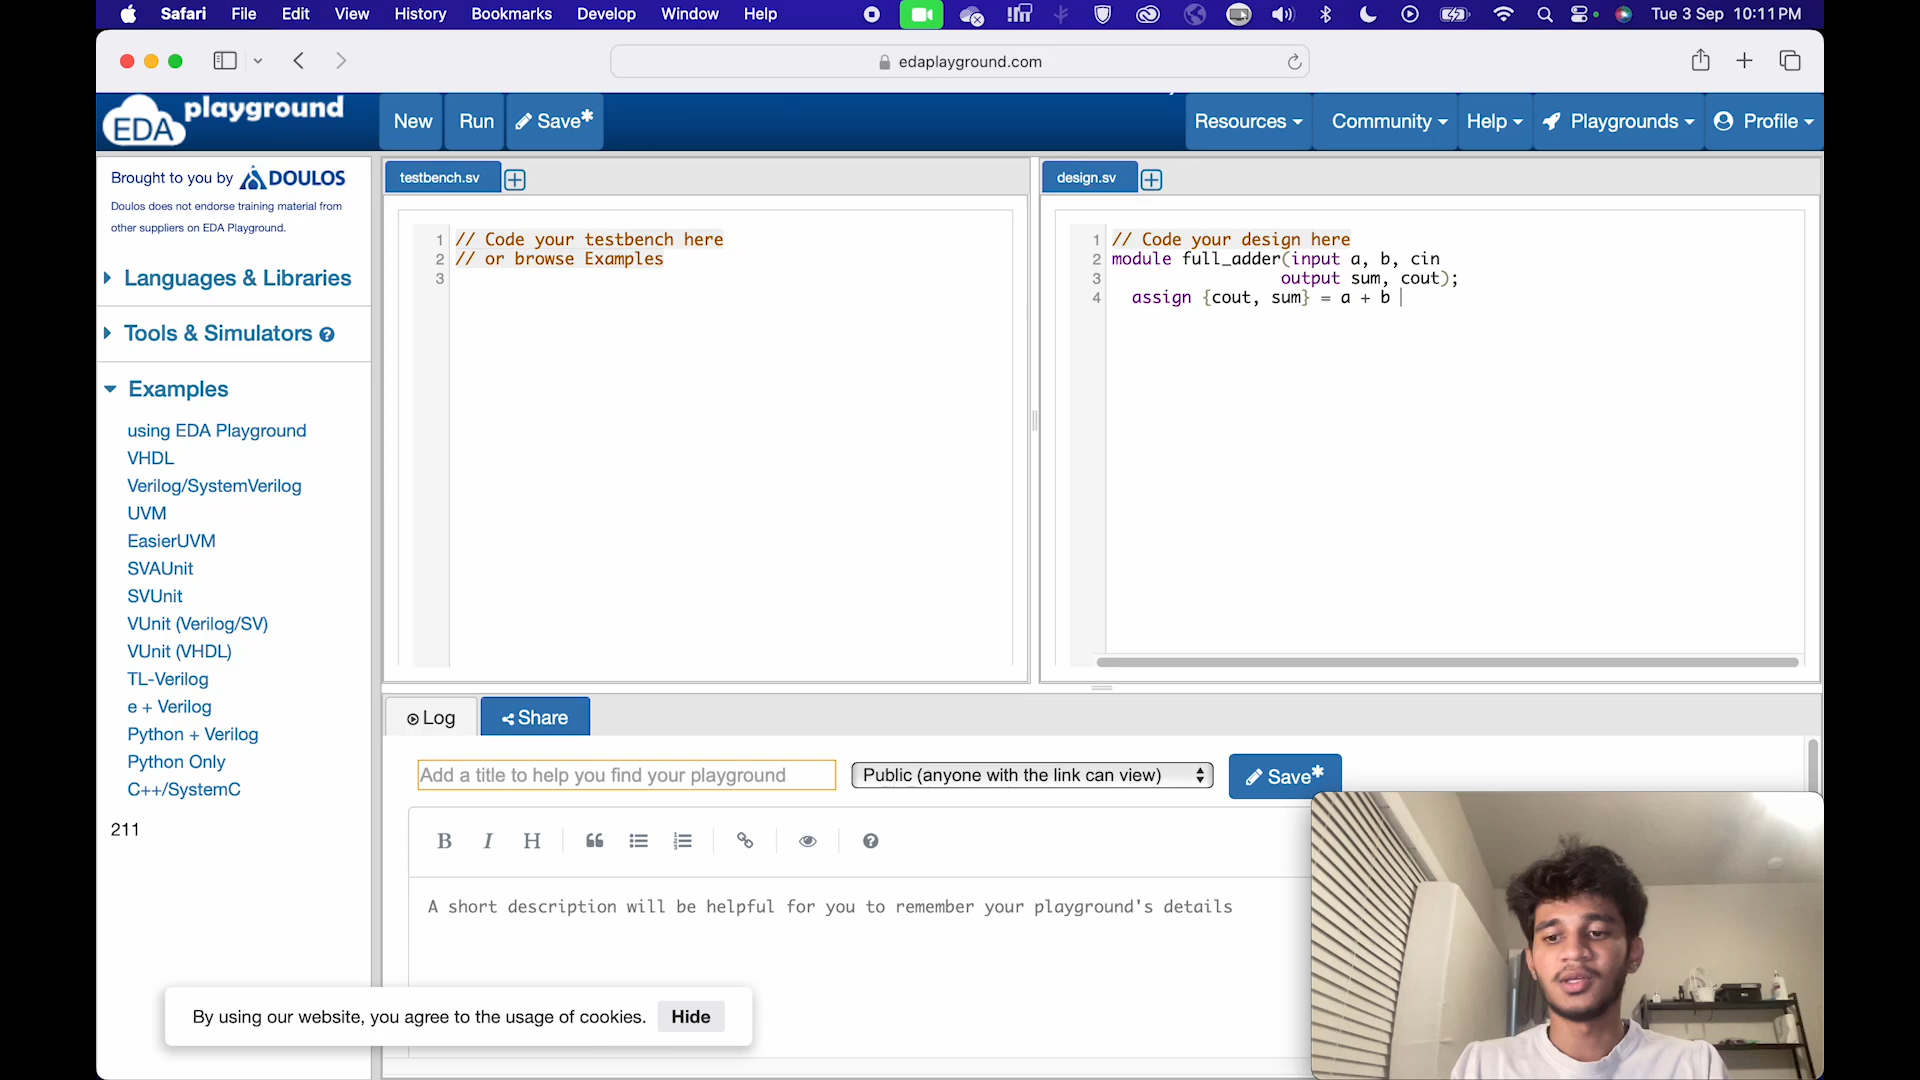 Safari File Edit View History Bookmarks Develop Window Help Tue 3 Sep 10:11 PM
edaplayground.com
EDA playground New Run Save* Resources Community Help Playgrounds Profile
Brought to you by DOULOS
Doulos does not endorse training material from
other suppliers on EDA Playground.
Languages & Libraries
Tools & Simulators
Examples
using EDA Playground
VHDL
Verilog/SystemVerilog
UVM
EasierUVM
SVAUnit
SVUnit
VUnit (Verilog/SV)
VUnit (VHDL)
TL-Verilog
e + Verilog
Python + Verilog
Python Only
C++/SystemC
211
testbench.sv
1 // Code your testbench here
2 // or browse Examples
3
design.sv
1 // Code your design here
2 module full_adder(input a, b, cin
3 output sum, cout);
4 assign {cout, sum} = a + b
Log Share
Add a title to help you find your playground Public (anyone with the link can view) Save*
B I H
A short description will be helpful for you to remember your playground's details
By using our website, you agree to the usage of cookies. Hide